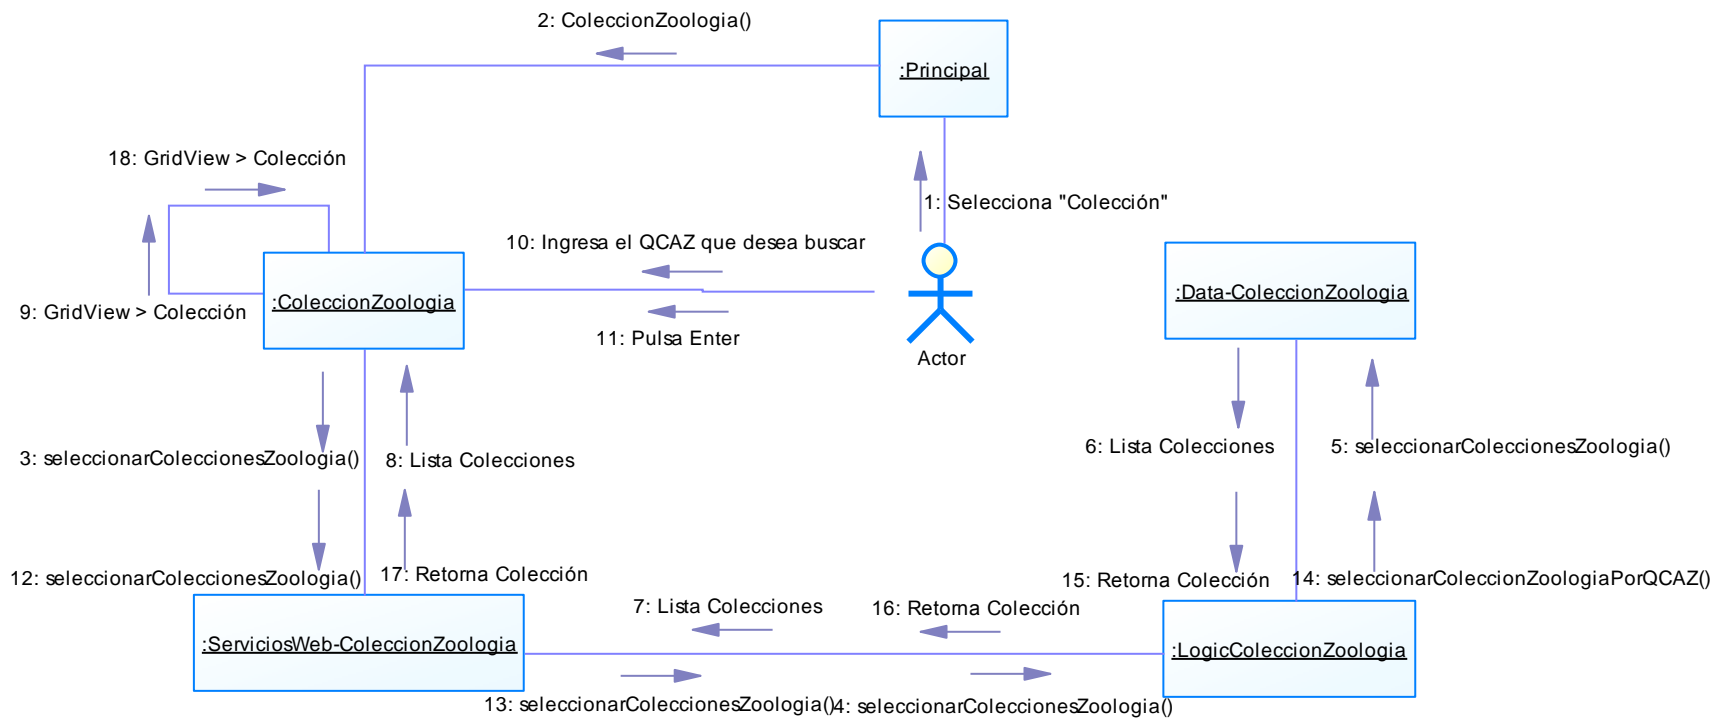 2: ColeccionZoologia()
:Principal
18: GridView > Colección
1: Selecciona "Colección"
10: Ingresa el QCAZ que desea buscar
:ColeccionZoologia
:Data-ColeccionZoologia
9: GridView > Colección
11: Pulsa Enter
Actor
3: seleccionarColeccionesZoologia()
8: Lista Colecciones
6: Lista Colecciones
5: seleccionarColeccionesZoologia()
12: seleccionarColeccionesZoologia()
17: Retorna Colección
15: Retorna Colección
14: seleccionarColeccionZoologiaPorQCAZ()
7: Lista Colecciones
16: Retorna Colección
:ServiciosWeb-ColeccionZoologia
:LogicColeccionZoologia
13: seleccionarColeccionesZoologia()
4: seleccionarColeccionesZoologia()